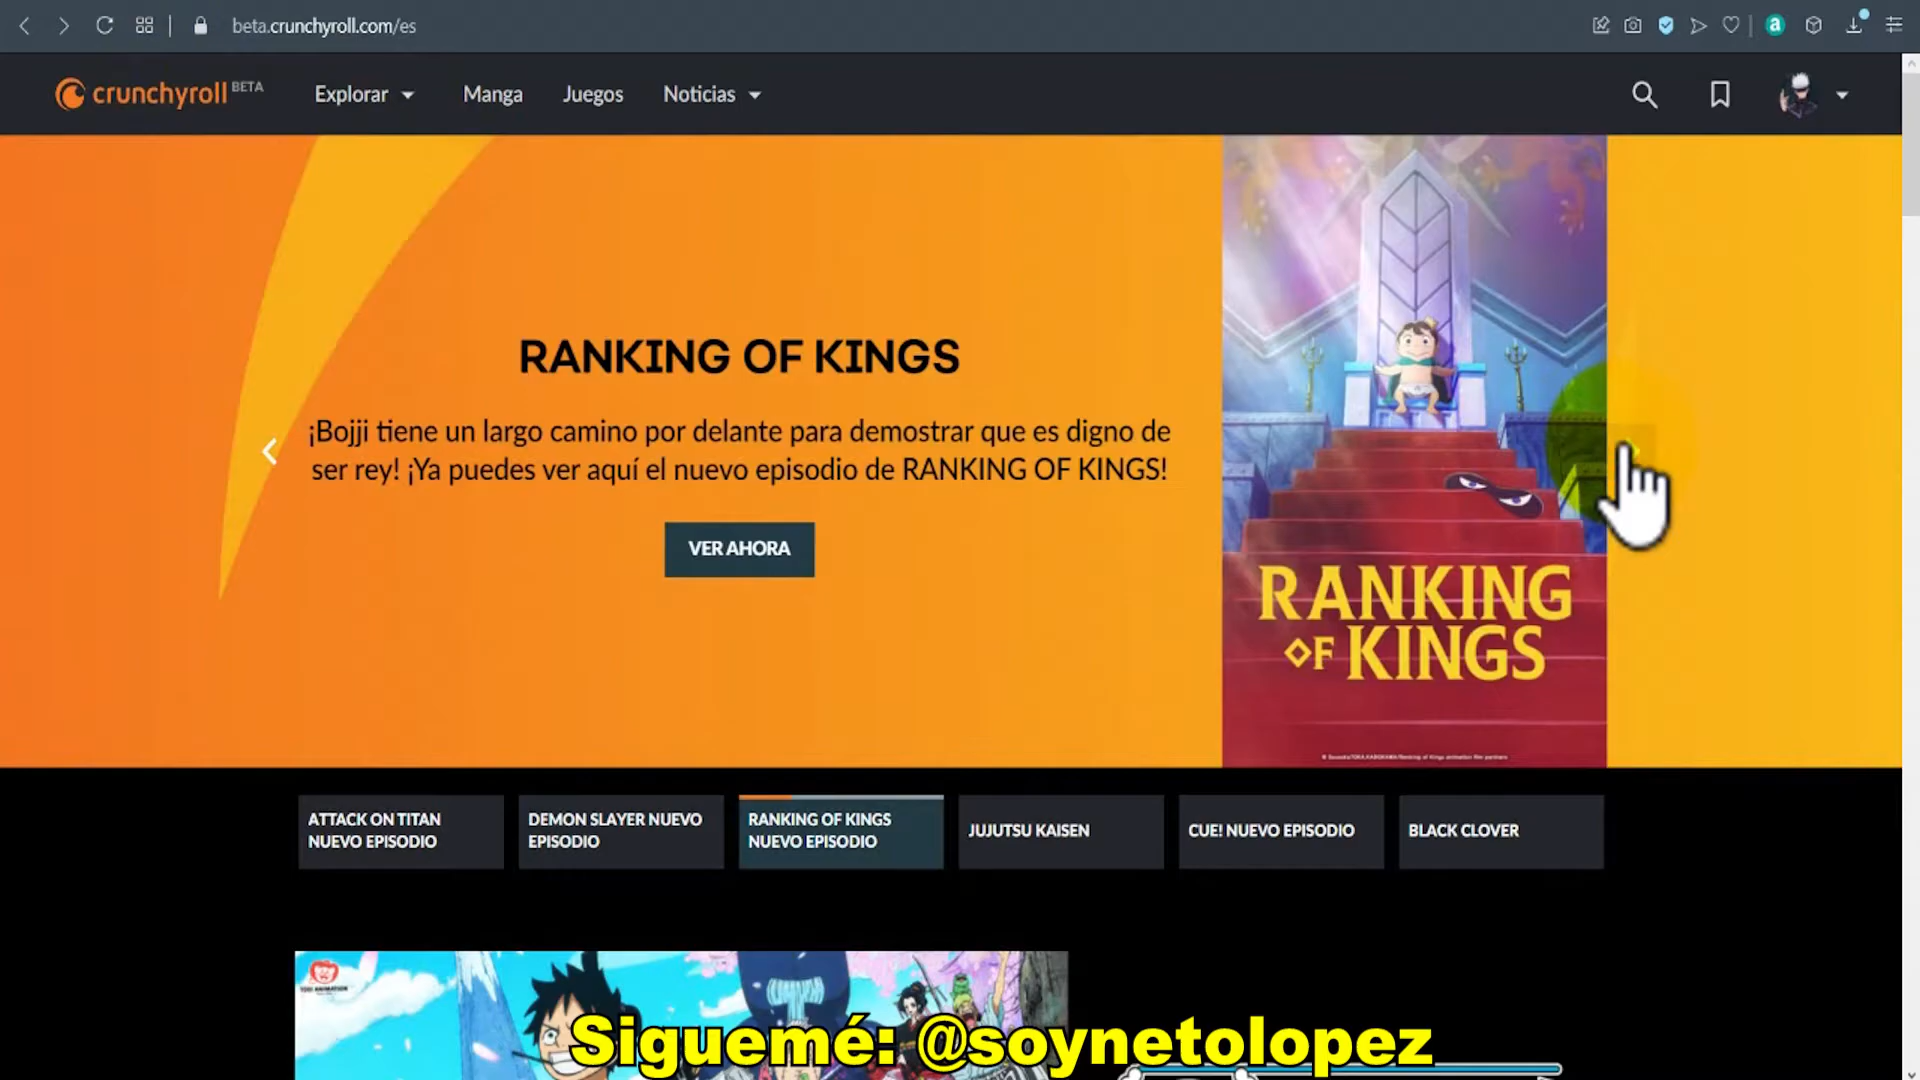 beta.crunchyroll.com/es
crunchyroll BETA
Explorar
Manga
Juegos
Noticias
RANKING OF KINGS
¡Bojji tiene un largo camino por delante para demostrar que es digno de
ser rey! ¡Ya puedes ver aquí el nuevo episodio de RANKING OF KINGS!
VER AHORA
RANKING
OF KINGS
ATTACK ON TITAN
NUEVO EPISODIO
DEMON SLAYER NUEVO
EPISODIO
RANKING OF KINGS
NUEVO EPISODIO
JUJUTSU KAISEN
CUE! NUEVO EPISODIO
BLACK CLOVER
TOEI ANIMATION
Siguemé: @soynetolopez